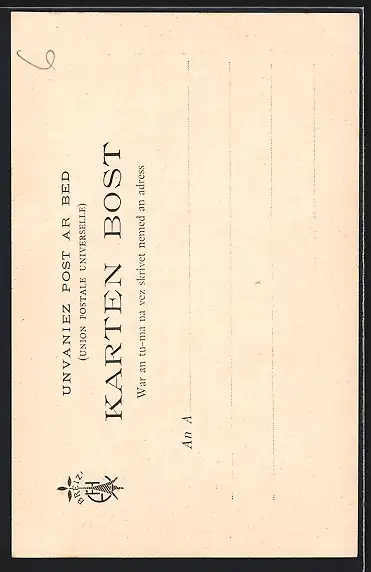 UNVANIEZ POST AR BED
(UNION POSTALE UNIVERSELLE)
KARTEN BOST
War an tu-ma na vez skrivet nemed an adress
An A
BREIZ
6